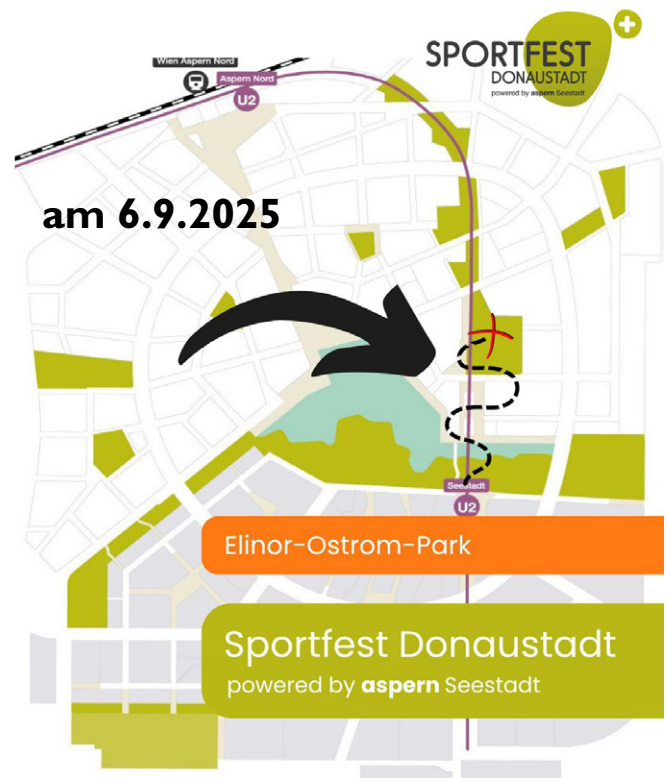 SPORTFEST
DONAUSTADT
powered by aspern Seestadt
Wien Aspern Nord
Aspern Nord
U2
am 6.9.2025
Seestadt
U2
Elinor-Ostrom-Park
Sportfest Donaustadt
powered by aspern Seestadt